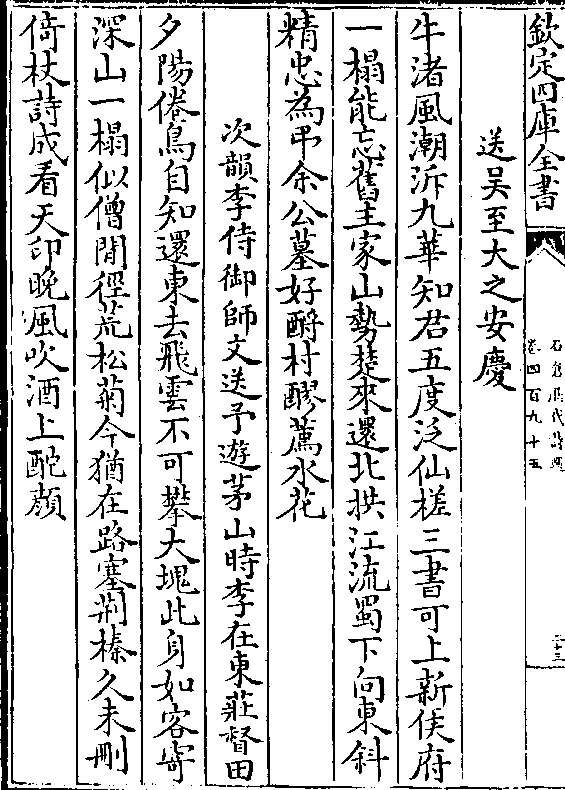 欽定四庫全書
石倉歷代詩選
卷四百九十五
二十三
送吴至大之安慶
牛渚風潮泝九華知君五度泛仙槎三書可上新侯府
一榻能忘舊主家山勢楚來還北拱江流蜀下向東斜
精忠為弔余公墓好酹村醪薦水花
次韻李侍御師文送予遊茅山時李在東莊督田
夕陽倦鳥自知還東去飛雲不可攀大塊此身如客寄
深山一榻似僧閒徑荒松菊今猶在路塞荆榛久未刪
倚杖詩成看天印晚風吹酒上酡顔